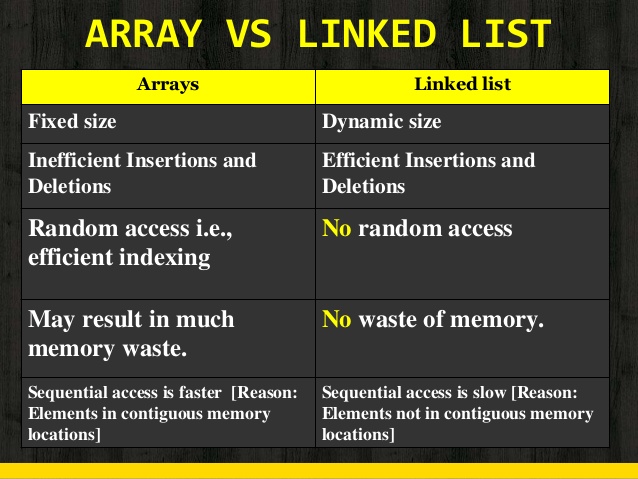 ARRAY VS LINKED LIST
Arrays
Linked list
Fixed size
Dynamic size
Inefficient Insertions and
Deletions
Efficient Insertions and
Deletions
Random access i.e.,
efficient indexing
No random access
May result in much
memory waste.
No waste of memory.
Sequential access is faster [Reason:
Elements in contiguous memory
locations]
Sequential access is slow [Reason:
Elements not in contiguous memory
locations]